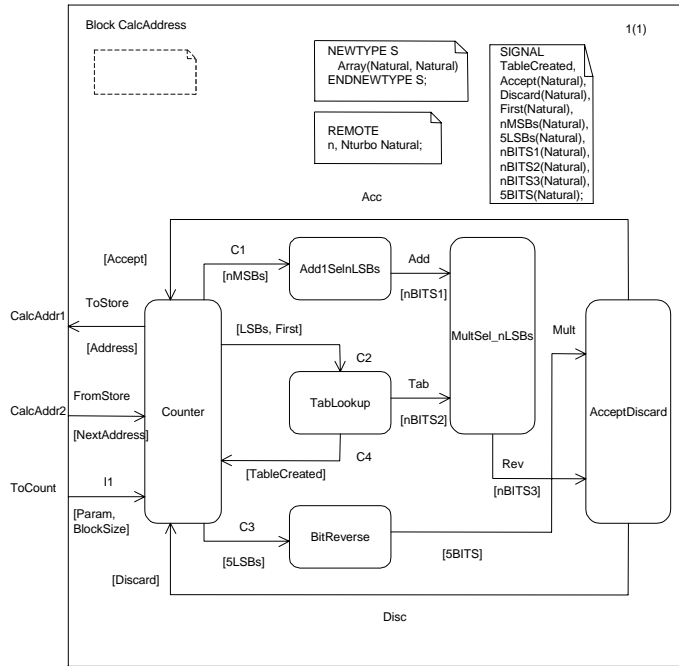 Block CalcAddress
1(1)
NEWTYPE S
Array(Natural, Natural)
ENDNEWTYPE S;
REMOTE
n, Nturbo Natural;
SIGNAL
TableCreated,
Accept(Natural),
Discard(Natural),
First(Natural),
nMSBs(Natural),
5LSBs(Natural),
nBITS1(Natural),
nBITS2(Natural),
nBITS3(Natural),
5BITS(Natural);
Acc
[Accept]
C1
[nMSBs]
Add1SelnLSBs
Add
[nBITS1]
MultSel_nLSBs
CalcAddr1
ToStore
[Address]
[LSBs, First]
C2
Mult
CalcAddr2
FromStore
[NextAddress]
Counter
TabLookup
Tab
[nBITS2]
AcceptDiscard
C4
[TableCreated]
Rev
[nBITS3]
ToCount
I1
[Param,
BlockSize]
C3
[5LSBs]
BitReverse
[5BITS]
[Discard]
Disc